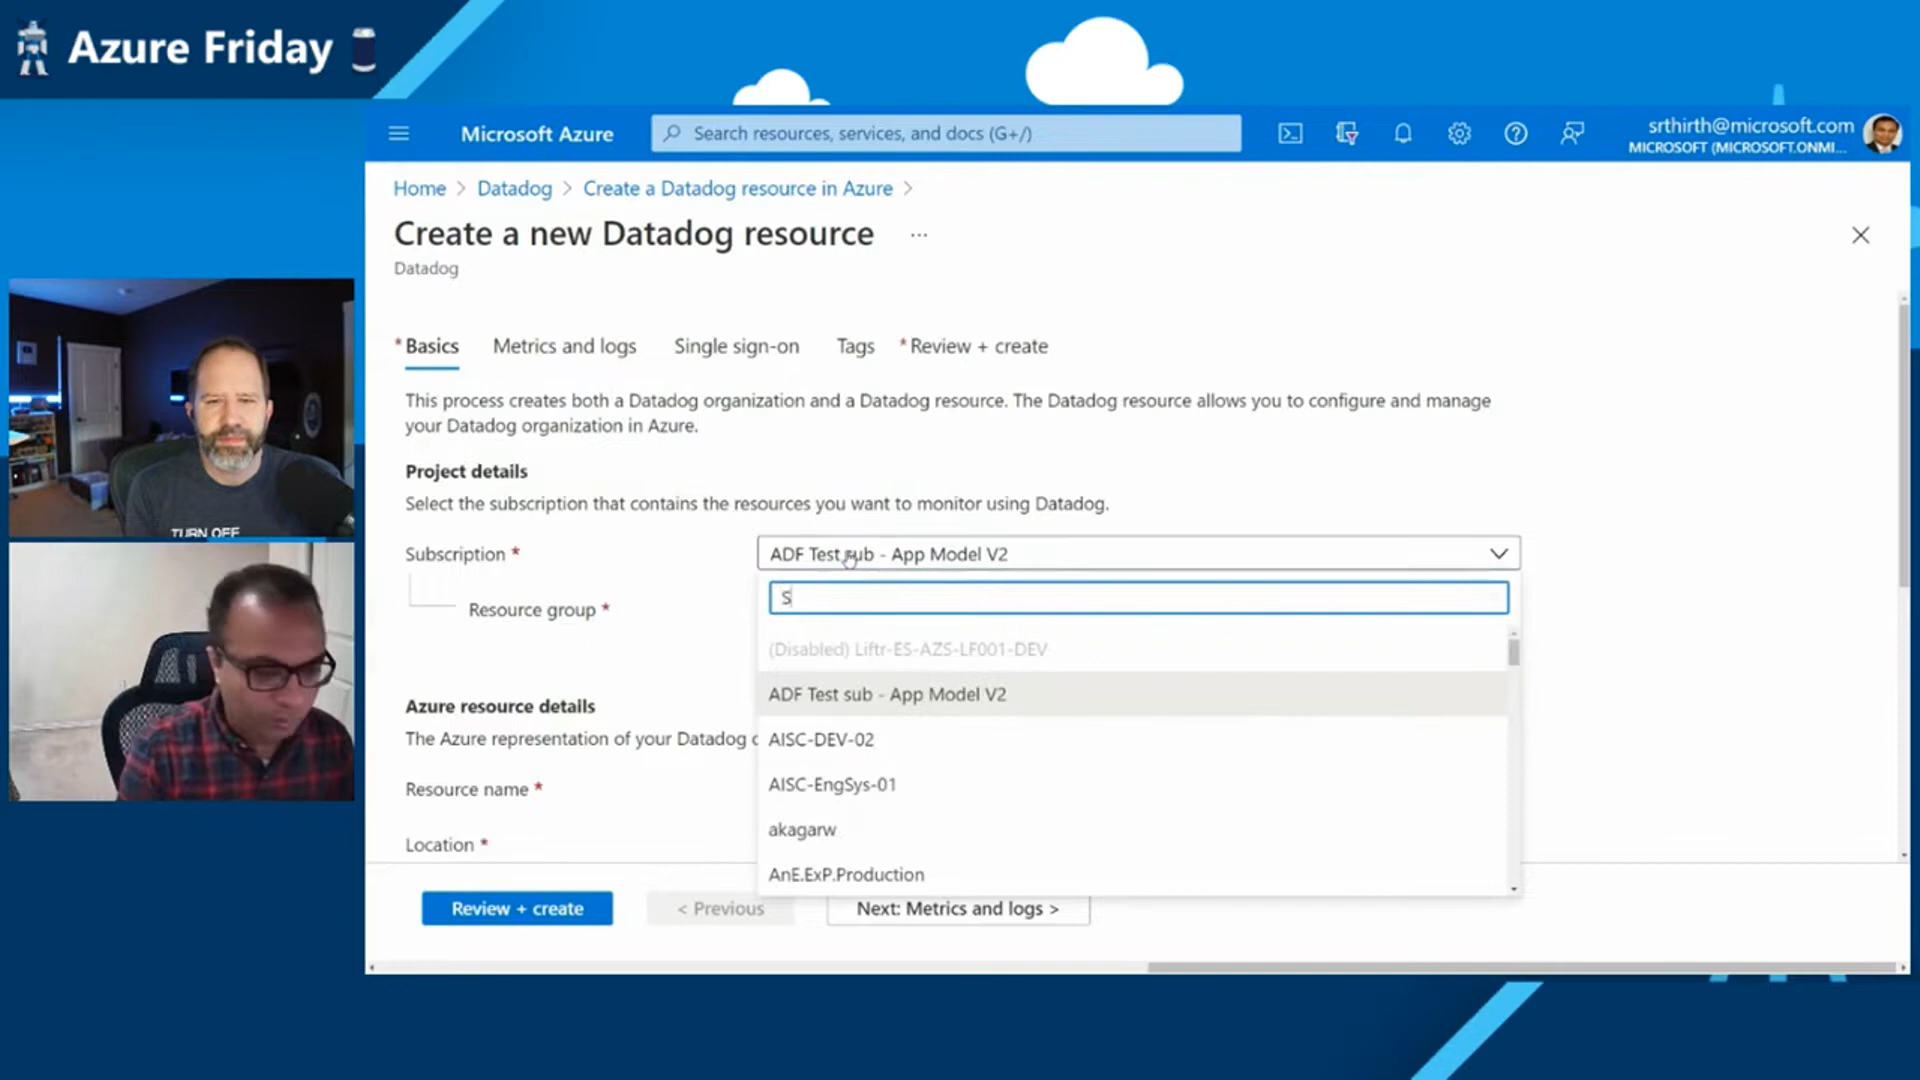 Azure Friday
Microsoft Azure
Search resources, services, and docs (G+/)
srthirth@microsoft.com
MICROSOFT (MICROSOFT.ONMI...
Home > Datadog > Create a Datadog resource in Azure >
Create a new Datadog resource ...
Datadog
* Basics
Metrics and logs
Single sign-on
Tags
* Review + create
This process creates both a Datadog organization and a Datadog resource. The Datadog resource allows you to configure and manage
your Datadog organization in Azure.
Project details
Select the subscription that contains the resources you want to monitor using Datadog.
Subscription *
ADF Test sub - App Model V2
S
Resource group *
(Disabled) Liftr-ES-AZS-LF001-DEV
ADF Test sub - App Model V2
Azure resource details
The Azure representation of your Datadog
AISC-DEV-02
Resource name *
AISC-EngSys-01
akagarw
Location *
AnE.ExP.Production
Review + create
< Previous
Next: Metrics and logs >
TURN OFF